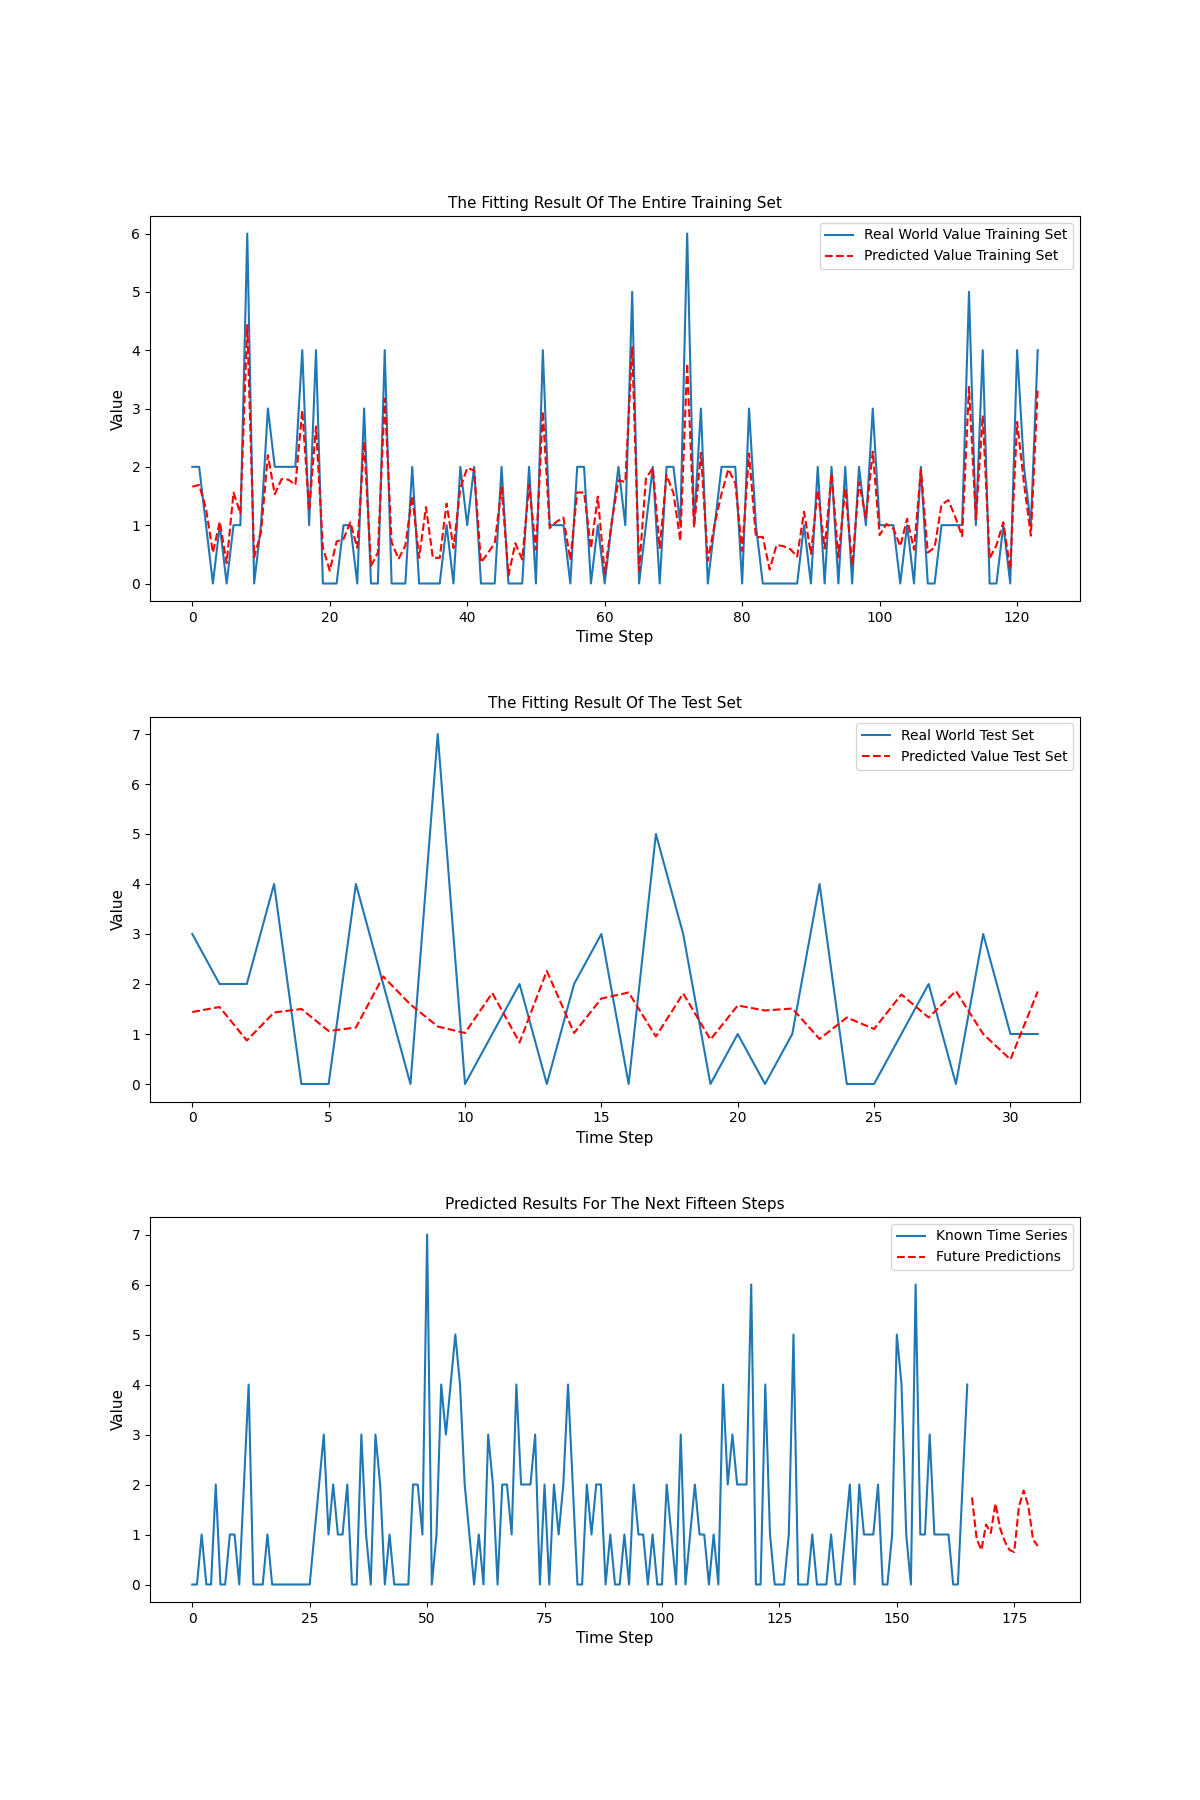 The Fitting Result Of The Entire Training Set
Real World Value Training Set
Predicted Value Training Set
6
5
4
3
2
1
0
Value
0 20 40 60 80 100 120
Time Step
The Fitting Result Of The Test Set
Real World Test Set
Predicted Value Test Set
7
6
5
4
3
2
1
0
Value
0 5 10 15 20 25 30
Time Step
Predicted Results For The Next Fifteen Steps
Known Time Series
Future Predictions
7
6
5
4
3
2
1
0
Value
0 25 50 75 100 125 150 175
Time Step